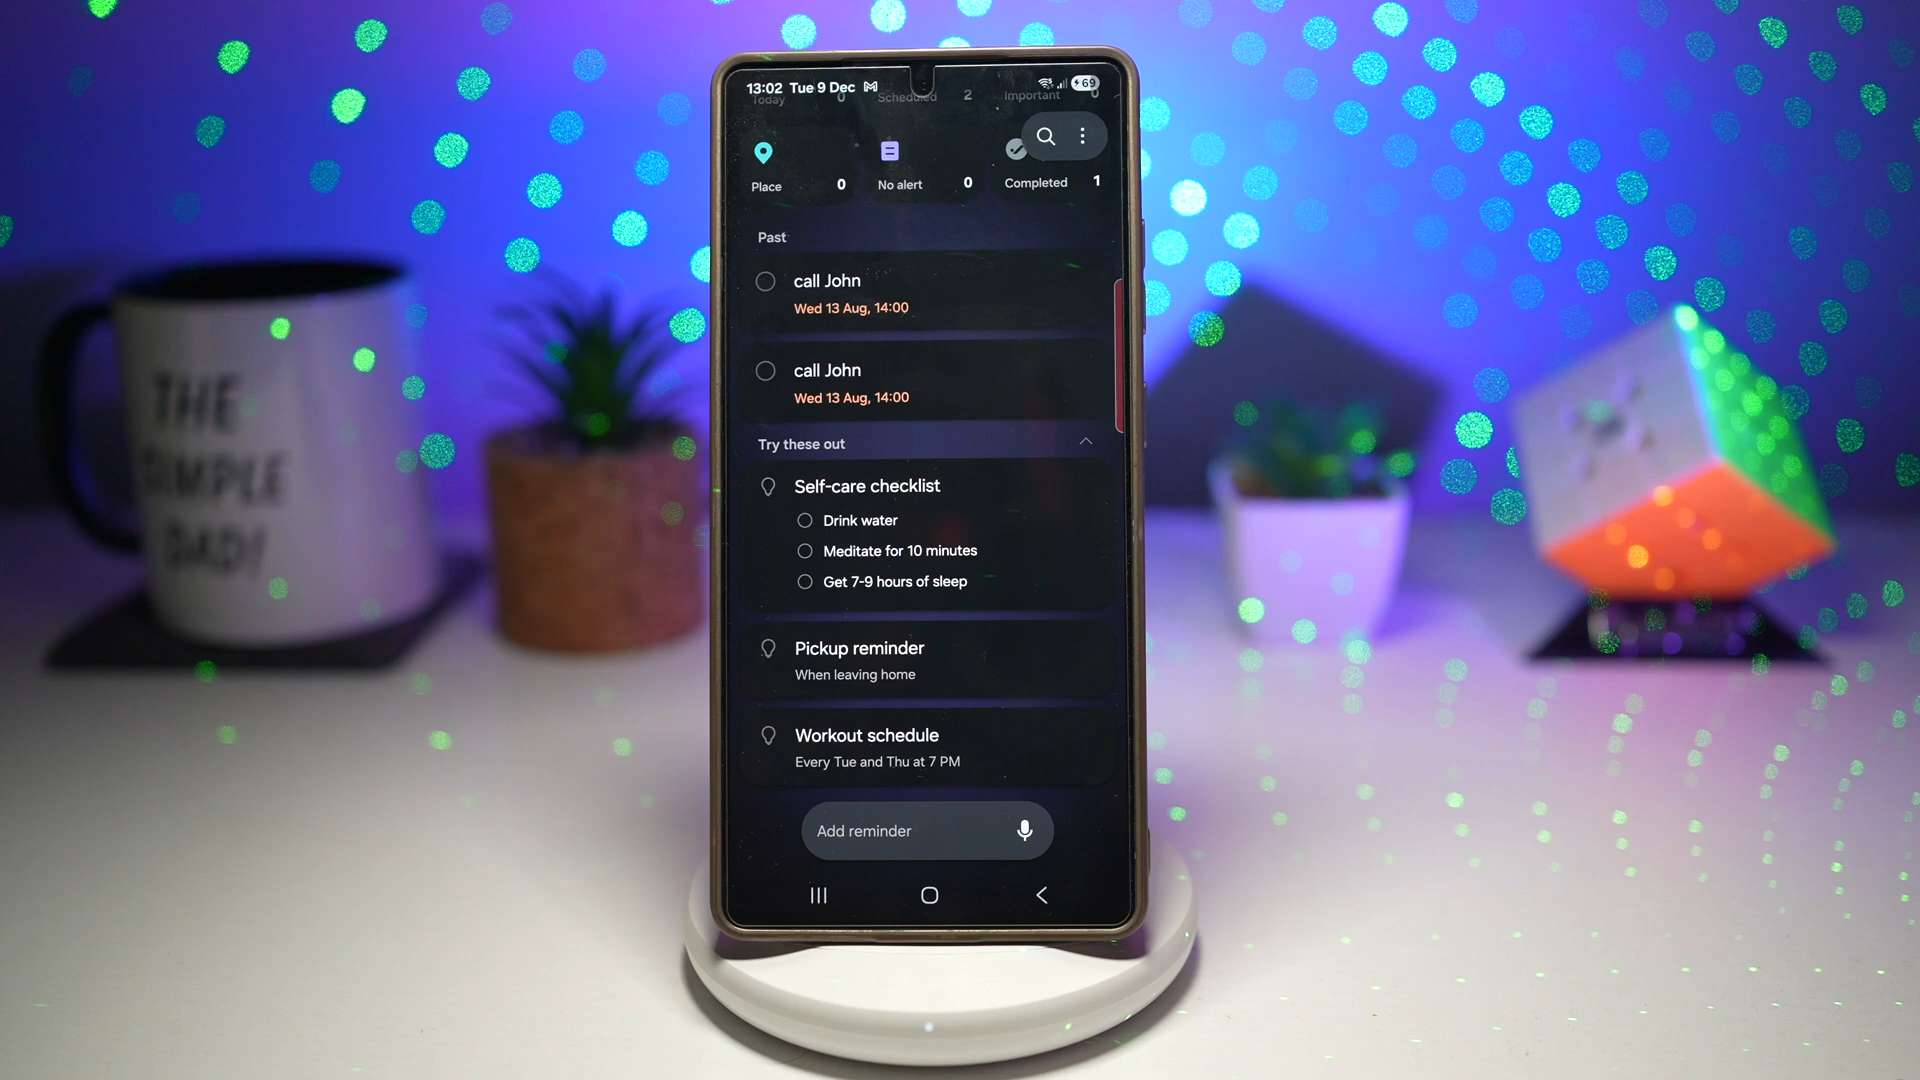 13:02 Tue 9 Dec 69
Today 0 Scheduled 2 Important 0
Place 0 No alert 0 Completed 1
Past
call John
Wed 13 Aug, 14:00
call John
Wed 13 Aug, 14:00
Try these out
Self-care checklist
Drink water
Meditate for 10 minutes
Get 7-9 hours of sleep
Pickup reminder
When leaving home
Workout schedule
Every Tue and Thu at 7 PM
Add reminder
THE
SIMPLE
DAD!